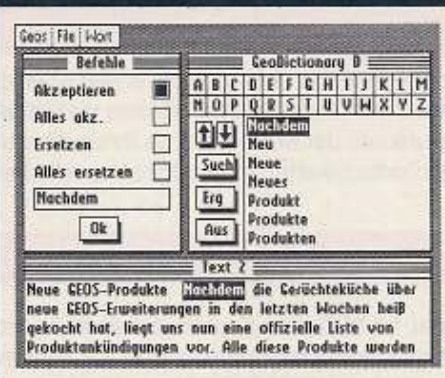 Geos File Wort
Befehle
Akzeptieren
Alles akz.
Ersetzen
Alles ersetzen
Nachdem
Ok
GeoDictionary D
A B C D E F G H I J K L M
N O P Q R S T U V W X Y Z
Such
Erg
Aus
Nachdem
Neu
Neue
Neues
Produkt
Produkte
Produkten
Text 2
Neue GEOS-Produkte Nachdem die Gerüchteküche über
neue GEOS-Erweiterungen in den letzten Wochen heiß
gekocht hat, liegt uns nun eine offizielle Liste von
Produktankündigungen vor. Alle diese Produkte werden